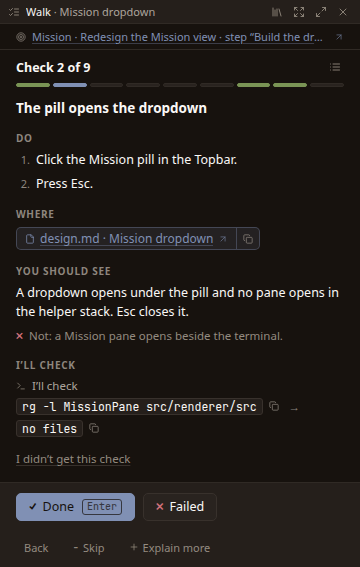 Walk · Mission dropdown
Mission · Redesign the Mission view · step “Build the dr...
Check 2 of 9
The pill opens the dropdown
DO
1. Click the Mission pill in the Topbar.
2. Press Esc.
WHERE
design.md · Mission dropdown
YOU SHOULD SEE
A dropdown opens under the pill and no pane opens in
the helper stack. Esc closes it.
× Not: a Mission pane opens beside the terminal.
I'LL CHECK
I'll check
rg -l MissionPane src/renderer/src →
no files
I didn't get this check
Done Enter
Failed
Back
Skip
Explain more